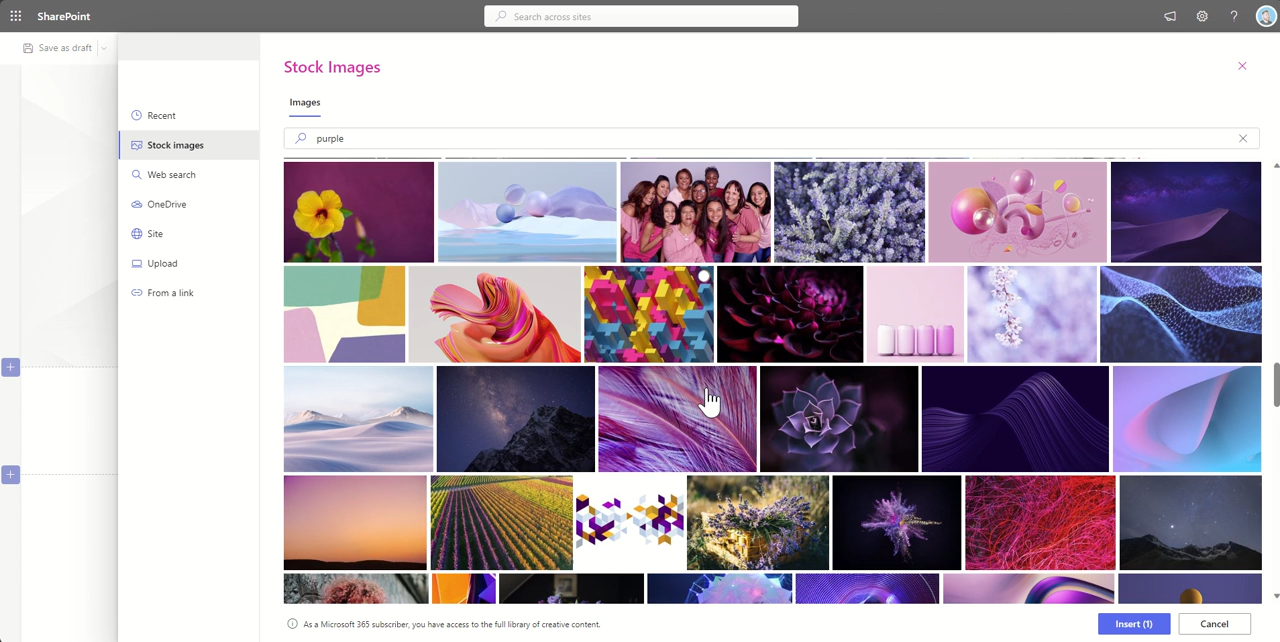 SharePoint
Search across sites
Save as draft
Stock Images
Images
purple
Recent
Stock images
Web search
OneDrive
Site
Upload
From a link
As a Microsoft 365 subscriber, you have access to the full library of creative content.
Insert (1)
Cancel